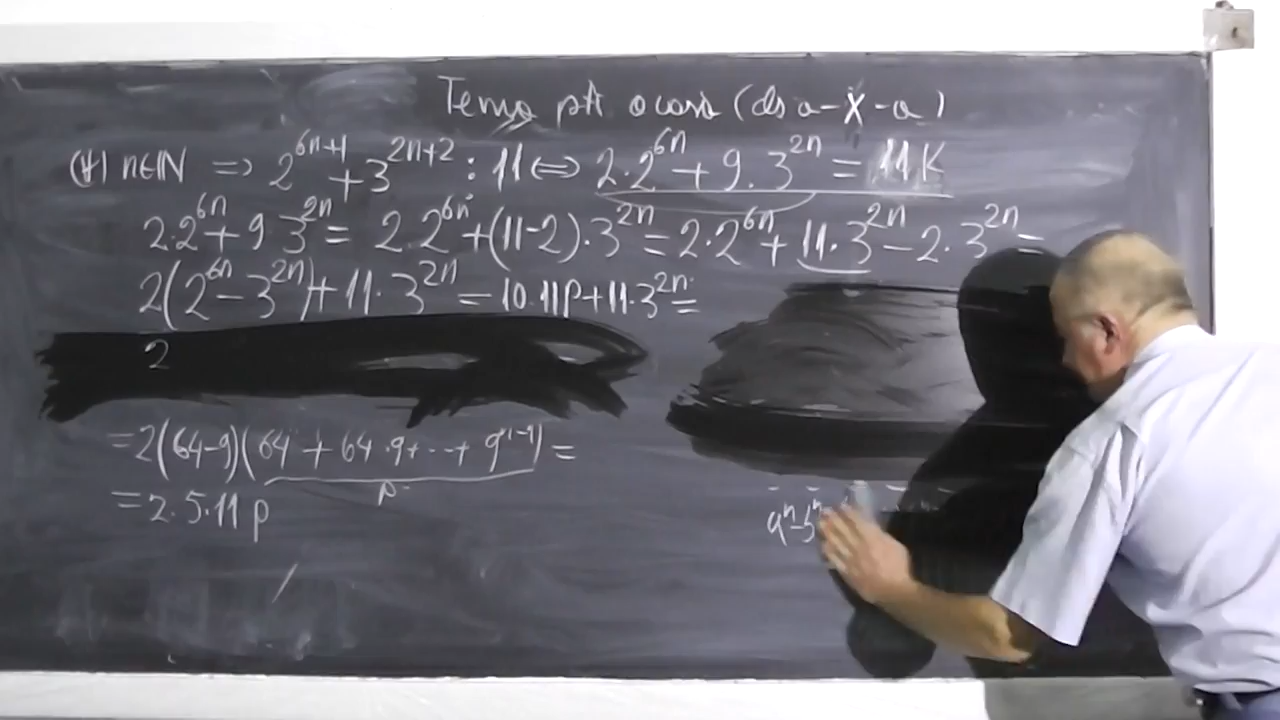 Tema pt acasă (cls a-X-a)
(∀) n∈ℕ ⇒ 2^{6n+1} + 3^{2n+2} ⋮ 11 ⇔ 2·2^{6n} + 9·3^{2n} = 11K
2·2^{6n} + 9 3^{2n} = 2·2^{6n} + (11-2)·3^{2n} = 2·2^{6n} + 11·3^{2n} - 2·3^{2n} =
2(2^{6n} - 3^{2n}) + 11·3^{2n} = 10·11p + 11·3^{2n} =
2
= 2(64-9)(64 + 64·9 + ... + 9^{n-1}) =
p
= 2·5·11 p
a^n - b^n